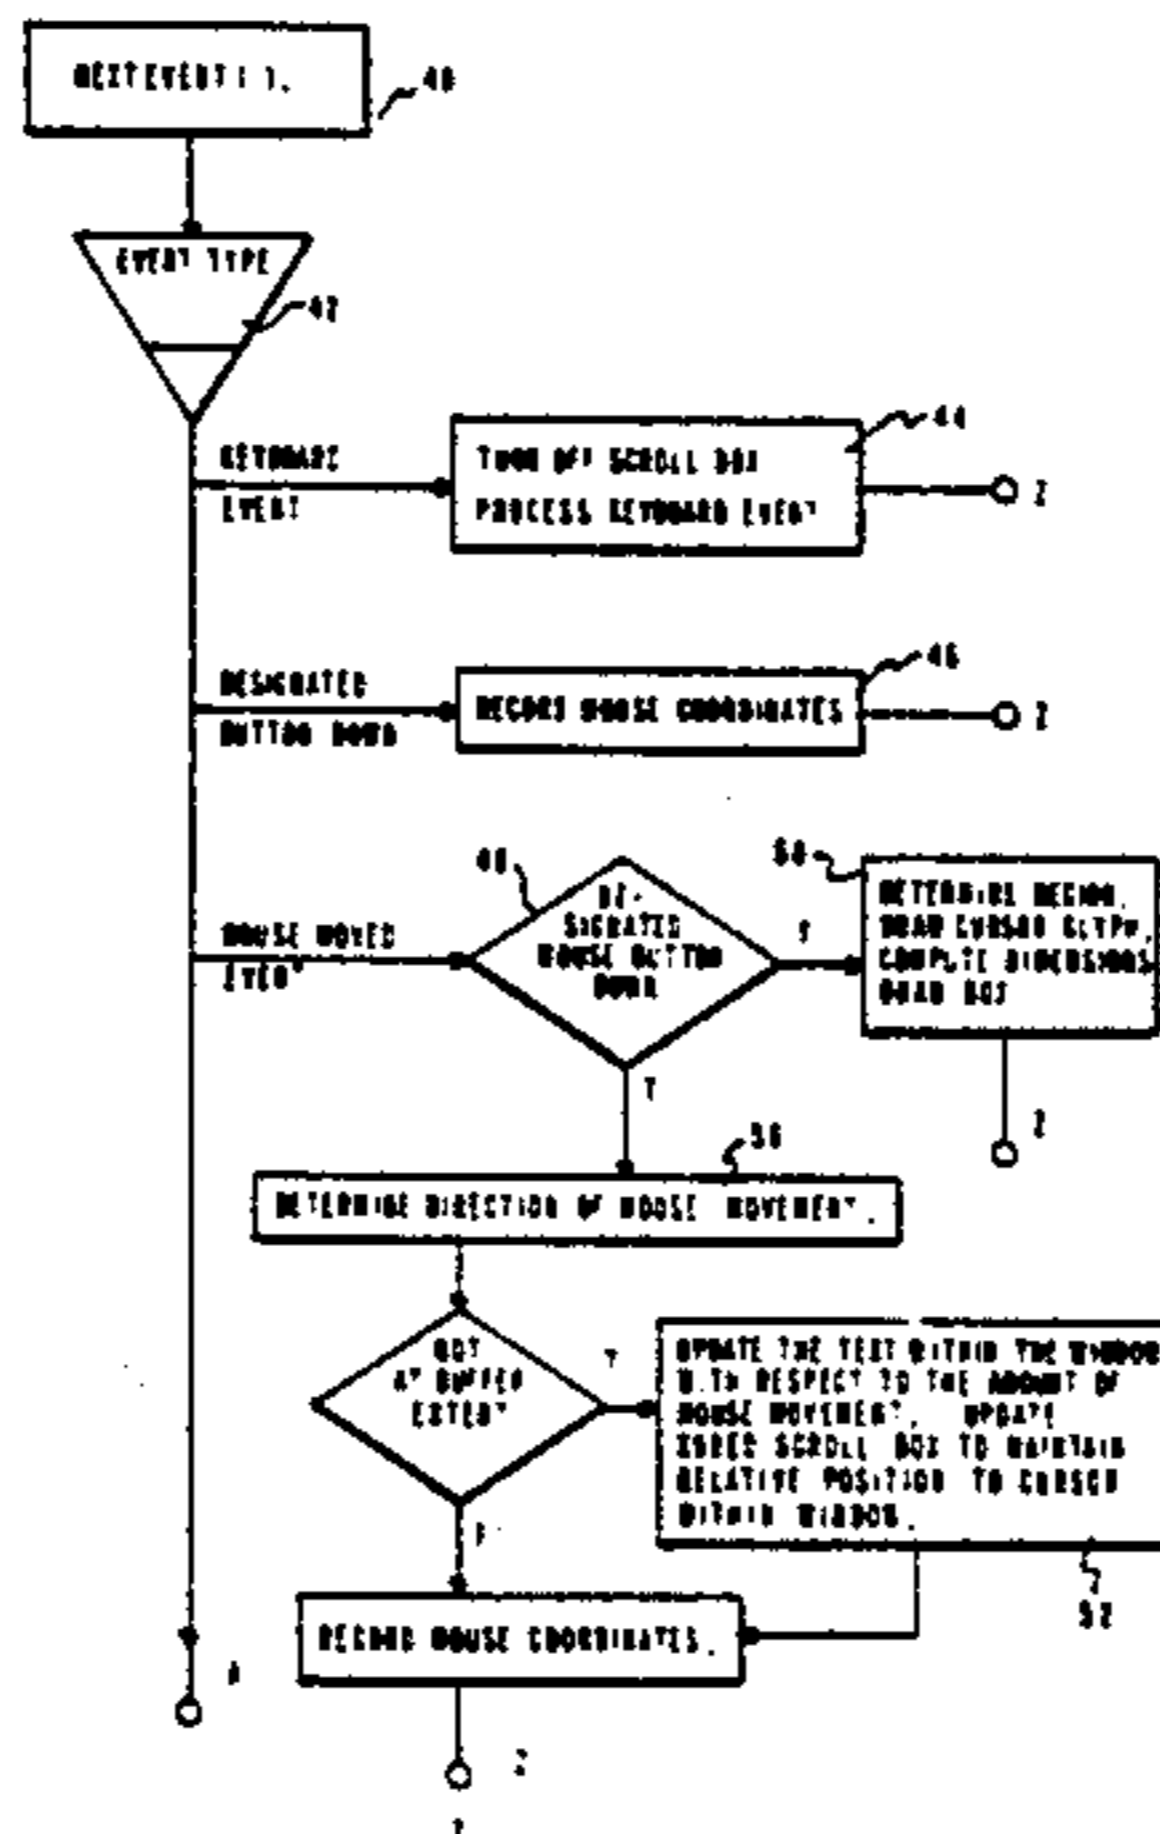 NEXTEVENT ( ).
40
EVENT TYPE
42
KEYBOARD
EVENT
TURN OFF SCROLL BOX
PROCESS KEYBOARD EVENT
44
Z
DESIGNATED
BUTTON DOWN
RECORD MOUSE COORDINATES
46
Z
MOUSE MOVED
EVENT
48
DE-
SIGNATED
MOUSE BUTTON
DOWN
F
T
58
DETERMINE REGION.
DRAW CURSOR GLYPH.
COMPUTE DIMENSIONS
DRAW BOX
Z
56
DETERMINE DIRECTION OF MOUSE MOVEMENT.
NOT
AT BUFFER
EXTENT
T
F
UPDATE THE TEXT WITHIN THE WINDOW
WITH RESPECT TO THE AMOUNT OF
MOUSE MOVEMENT. UPDATE
SCROLL BOX TO MAINTAIN
RELATIVE POSITION TO CURSOR
WITHIN WINDOW.
52
RECORD MOUSE COORDINATES.
A
Z